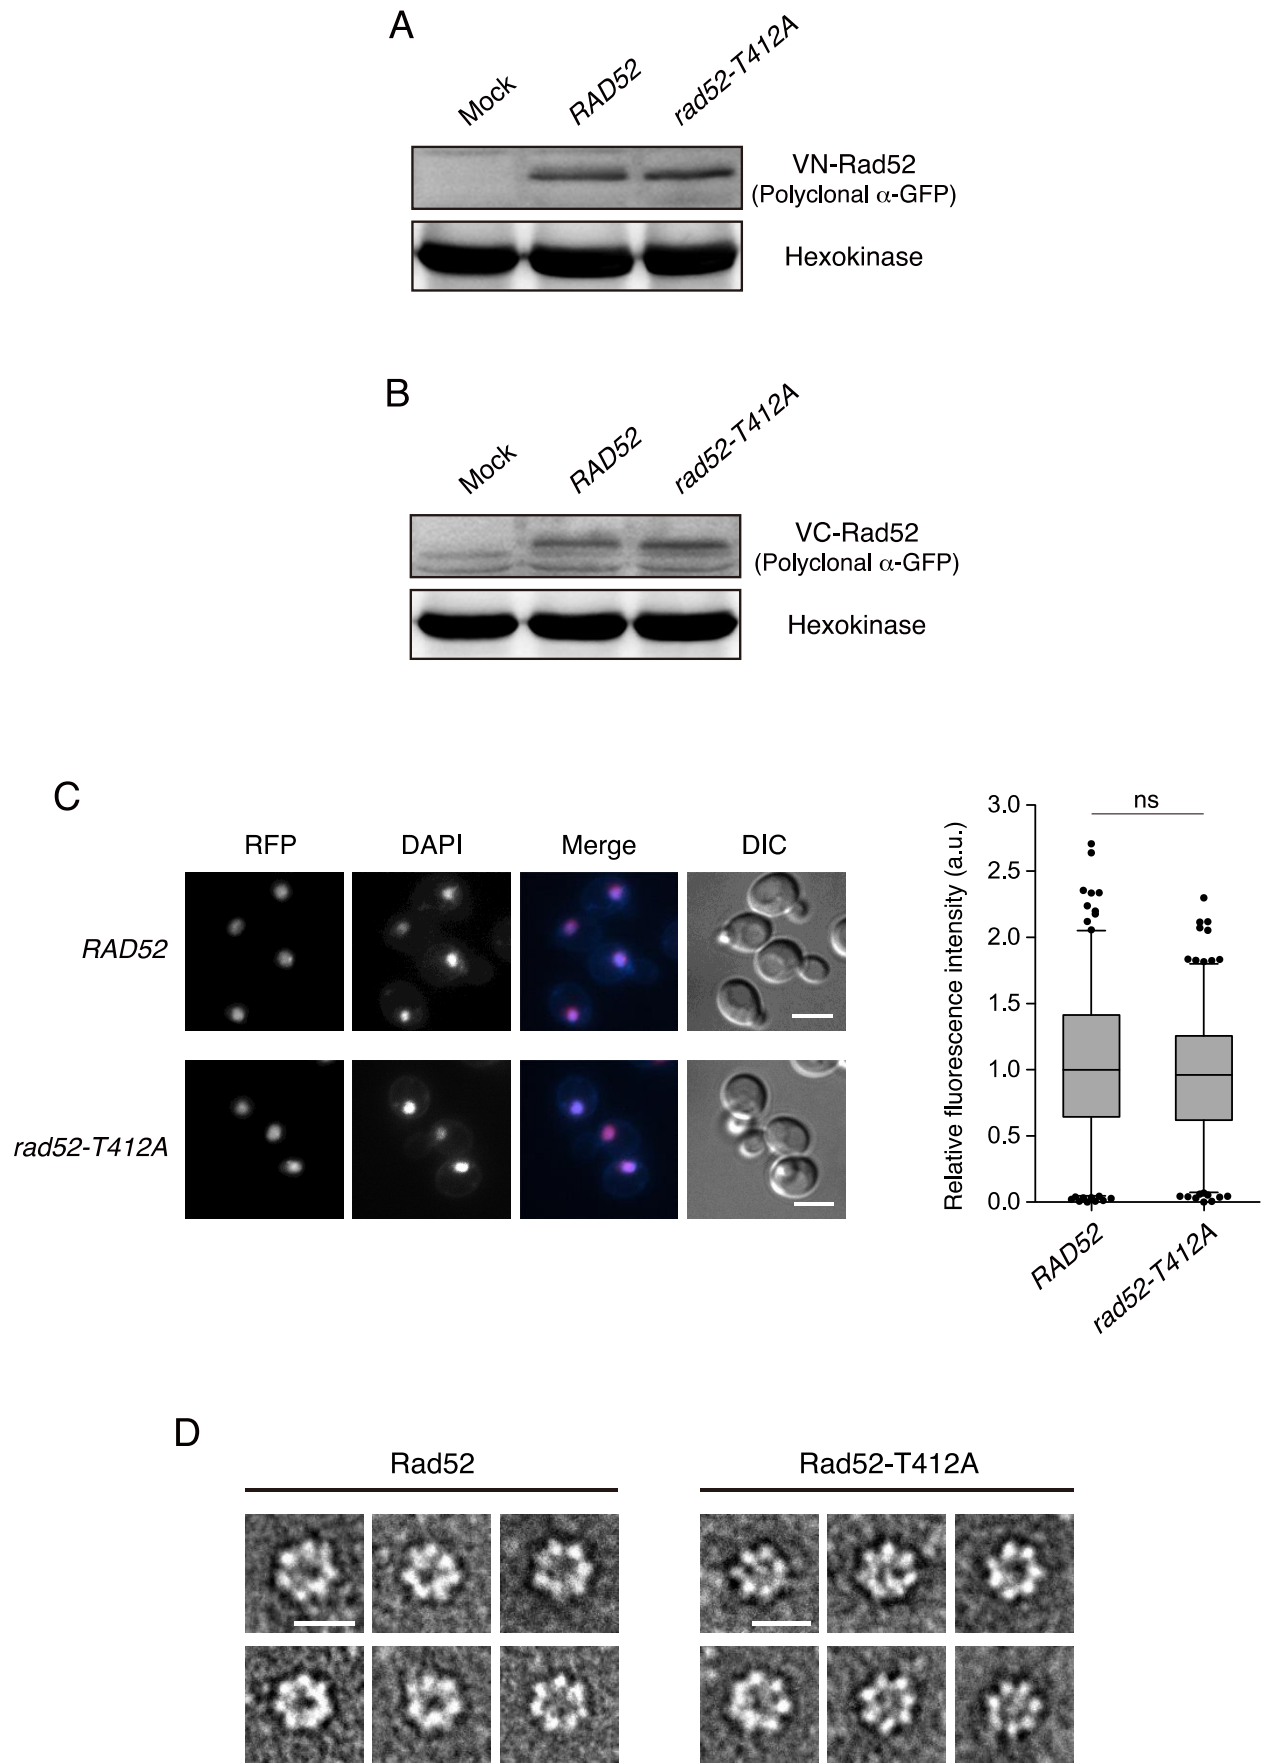 A
Mock
RAD52
rad52-T412A
VN-Rad52
(Polyclonal α-GFP)
Hexokinase
B
Mock
RAD52
rad52-T412A
VC-Rad52
(Polyclonal α-GFP)
Hexokinase
C
RFP
DAPI
Merge
DIC
RAD52
rad52-T412A
Relative fluorescence intensity (a.u.)
3.0
2.5
2.0
1.5
1.0
0.5
0.0
ns
RAD52
rad52-T412A
D
Rad52
Rad52-T412A